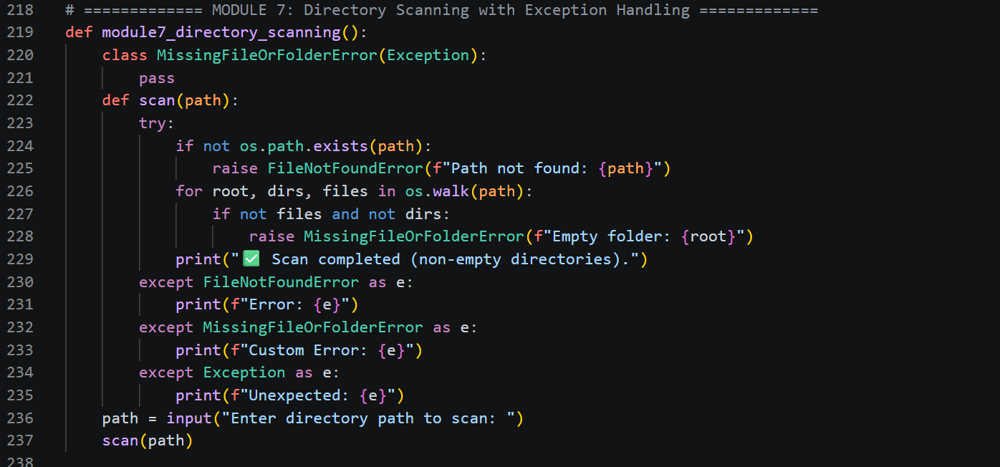 218 # ============= MODULE 7: Directory Scanning with Exception Handling =============
219 def module7_directory_scanning():
220     class MissingFileOrFolderError(Exception):
221         pass
222     def scan(path):
223         try:
224             if not os.path.exists(path):
225                 raise FileNotFoundError(f"Path not found: {path}")
226             for root, dirs, files in os.walk(path):
227                 if not files and not dirs:
228                     raise MissingFileOrFolderError(f"Empty folder: {root}")
229             print("✅ Scan completed (non-empty directories).")
230         except FileNotFoundError as e:
231             print(f"Error: {e}")
232         except MissingFileOrFolderError as e:
233             print(f"Custom Error: {e}")
234         except Exception as e:
235             print(f"Unexpected: {e}")
236     path = input("Enter directory path to scan: ")
237     scan(path)
238